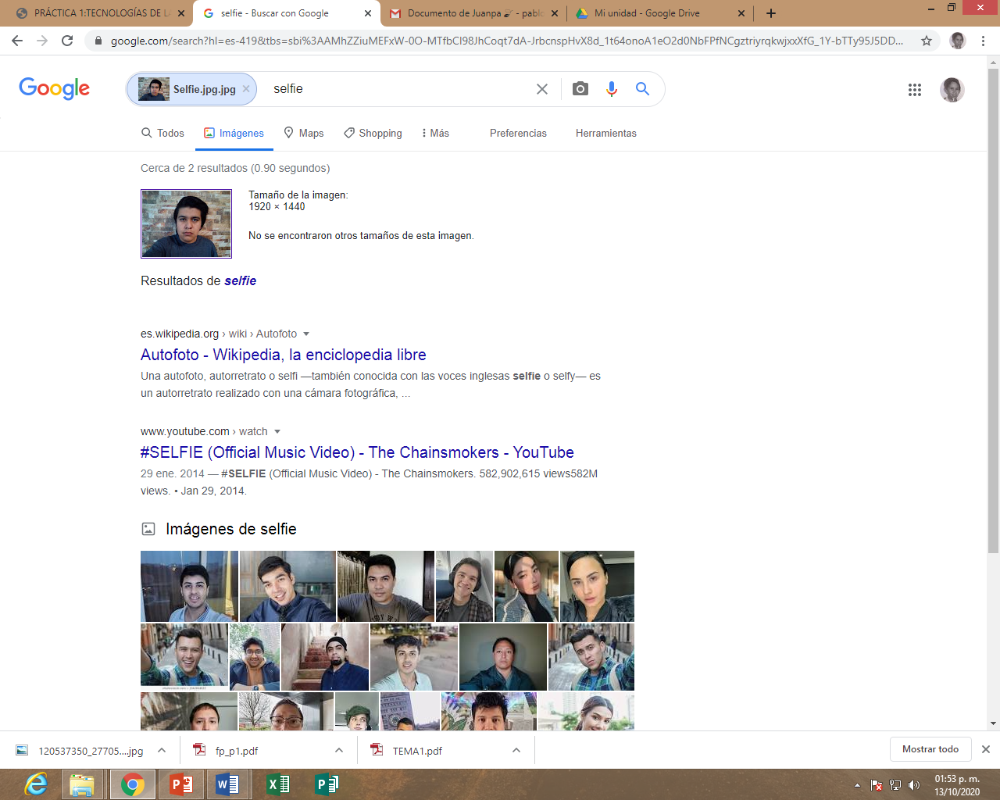 PRÁCTICA 1:TECNOLOGÍAS DE L
selfie - Buscar con Google
Documento de Juanpa - pablo
Mi unidad - Google Drive
google.com/search?hl=es-419&tbs=sbi%3AAMhZZiuMEFxW-0O-MTfbCI98JhCoqt7dA-JrbcnspHvX8d_1t64onoA1eO2d0NbFPfNCgztriyrqkwjxxXfG_1Y-bTTy95J5DD...
Google
Selfie.jpg.jpg
selfie
Todos
Imágenes
Maps
Shopping
Más
Preferencias
Herramientas
Cerca de 2 resultados (0.90 segundos)
Tamaño de la imagen:
1920 × 1440
No se encontraron otros tamaños de esta imagen.
Resultados de selfie
es.wikipedia.org › wiki › Autofoto
Autofoto - Wikipedia, la enciclopedia libre
Una autofoto, autorretrato o selfi —también conocida con las voces inglesas selfie o selfy— es
un autorretrato realizado con una cámara fotográfica, ...
www.youtube.com › watch
#SELFIE (Official Music Video) - The Chainsmokers - YouTube
29 ene. 2014 — #SELFIE (Official Music Video) - The Chainsmokers. 582,902,615 views582M
views. • Jan 29, 2014.
Imágenes de selfie
120537350_27705....jpg
fp_p1.pdf
TEMA1.pdf
Mostrar todo
01:53 p. m.
13/10/2020